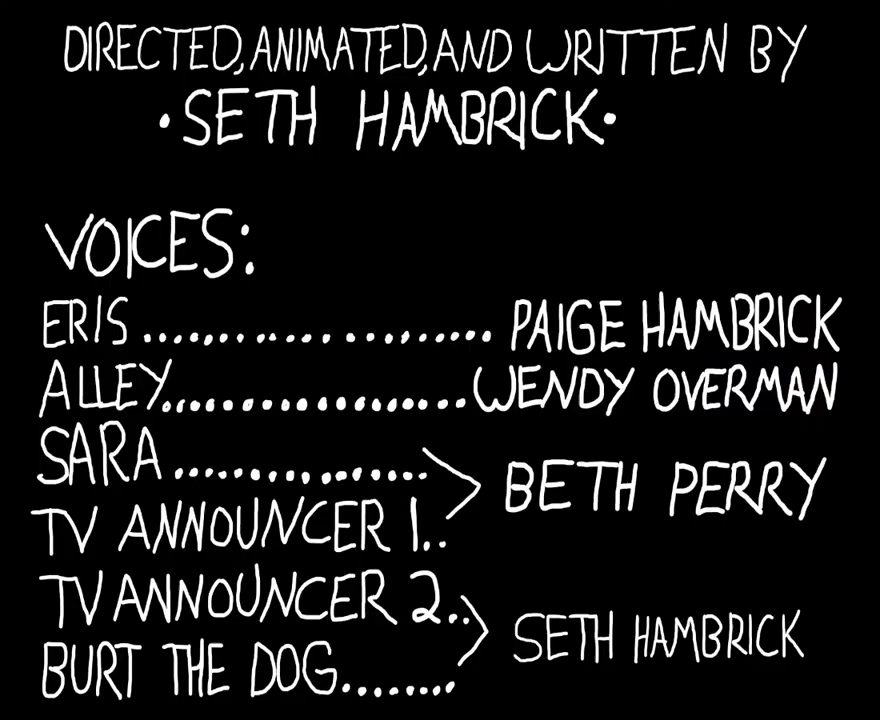 DIRECTED, ANIMATED, AND WRITTEN BY
•SETH HAMBRICK•
VOICES:
ERIS ........................ PAIGE HAMBRICK
ALLEY..................... WENDY OVERMAN
SARA ..................
TV ANNOUNCER 1.. > BETH PERRY
TV ANNOUNCER 2..
BURT THE DOG........ > SETH HAMBRICK